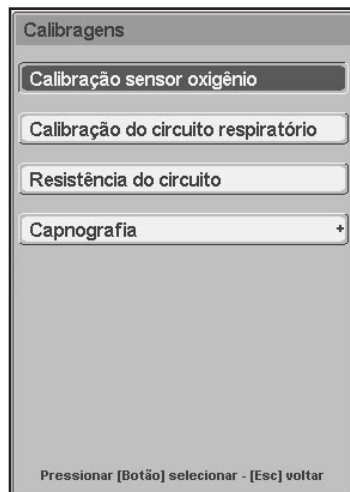 Calibragens
Calibração sensor oxigênio
Calibração do circuito respiratório
Resistência do circuito
Capnografia +
Pressionar [Botão] selecionar - [Esc] voltar